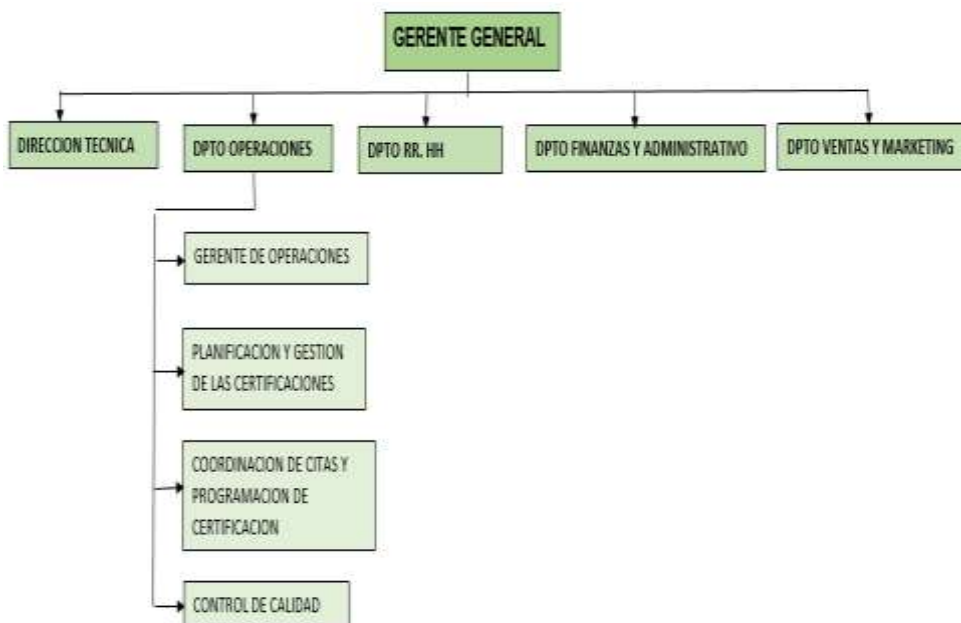 GERENTE GENERAL
DIRECCION TECNICA
DPTO OPERACIONES
DPTO RR. HH
DPTO FINANZAS Y ADMINISTRATIVO
DPTO VENTAS Y MARKETING
GERENTE DE OPERACIONES
PLANIFICACION Y GESTION
DE LAS CERTIFICACIONES
COORDINACION DE CITAS Y
PROGRAMACION DE
CERTIFICACION
CONTROL DE CALIDAD